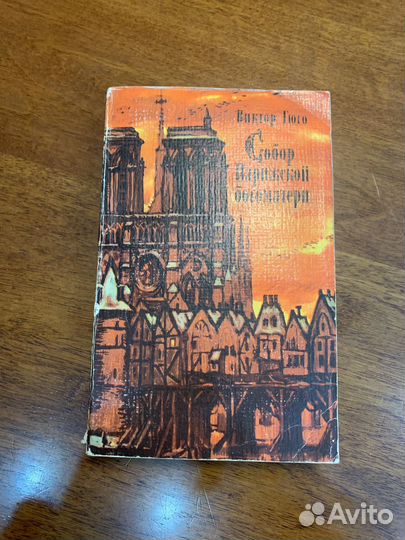 Виктор Гюго
Собор
Парижской
богоматери
Avito